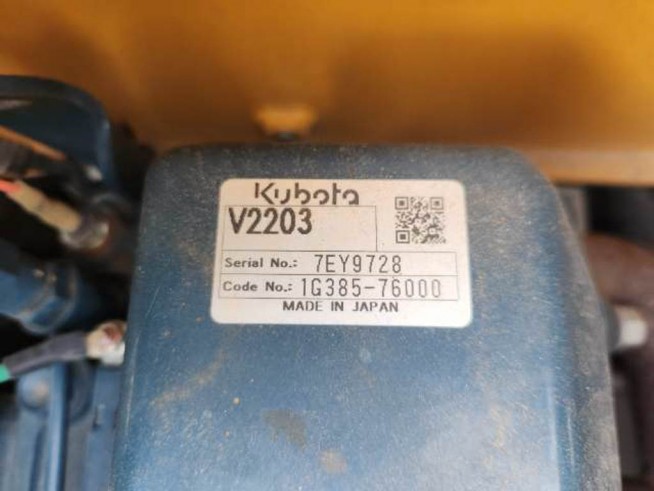 Kubota
V2203
Serial No.: 7EY9728
Code No.: 1G385-76000
MADE IN JAPAN